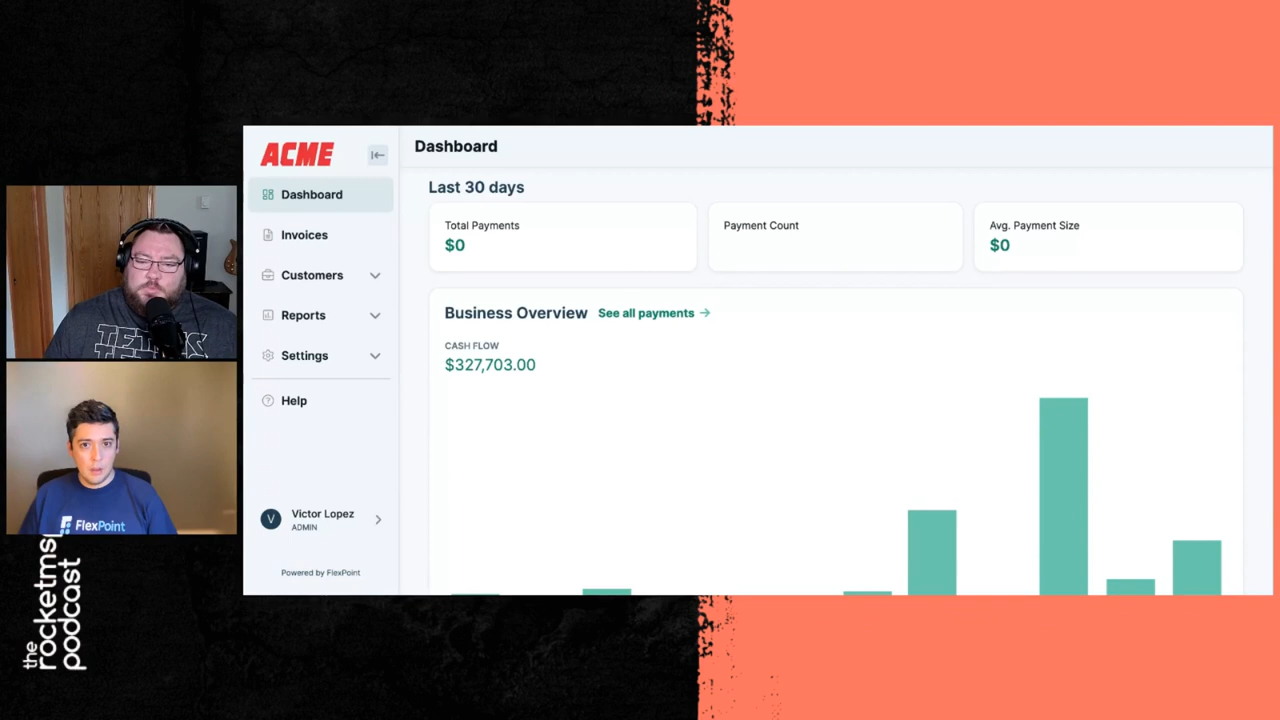 ACME
Dashboard
Invoices
Customers
Reports
Settings
Help
V
Victor Lopez
ADMIN
Powered by FlexPoint
Dashboard
Last 30 days
Total Payments
$0
Payment Count
Avg. Payment Size
$0
Business Overview See all payments →
CASH FLOW
$327,703.00
TETRIS
FlexPoint
the
rocketmsp
podcast